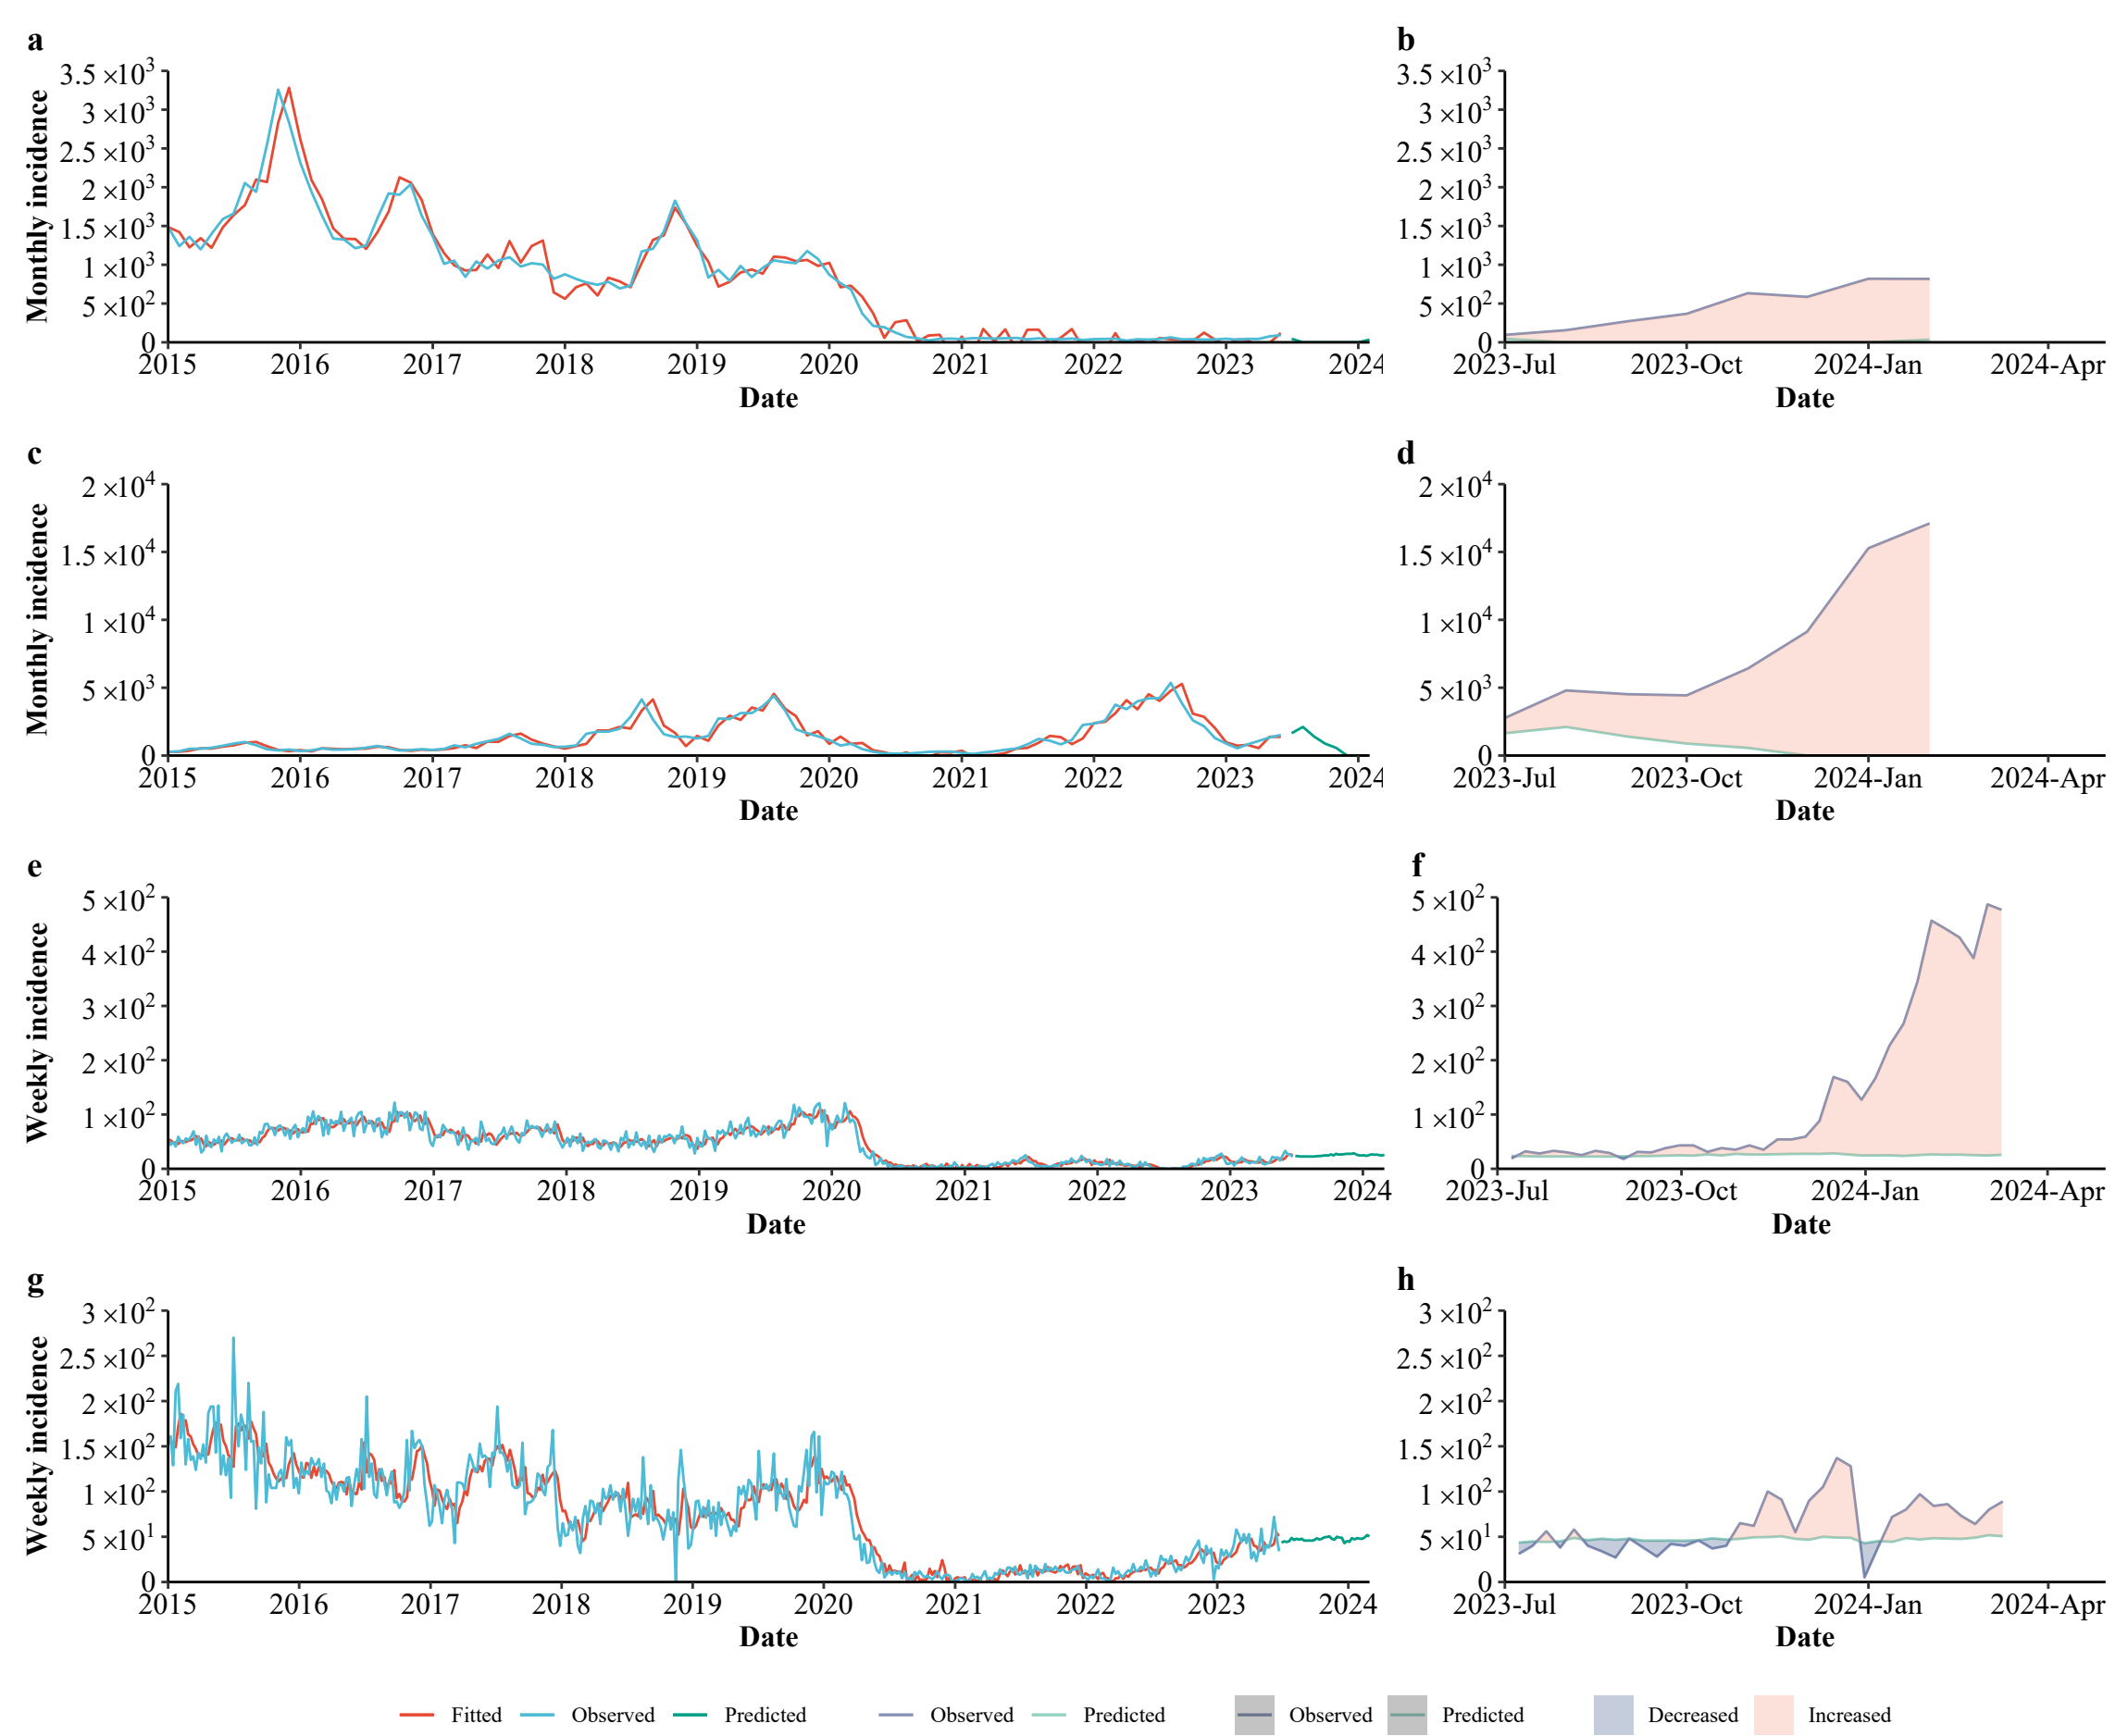 a
b
Monthly incidence
3.5 ×10³
3 ×10³
2.5 ×10³
2 ×10³
1.5 ×10³
1 ×10³
5 ×10²
0
2015 2016 2017 2018 2019 2020 2021 2022 2023 2024
Date
3.5 ×10³
3 ×10³
2.5 ×10³
2 ×10³
1.5 ×10³
1 ×10³
5 ×10²
0
2023-Jul 2023-Oct 2024-Jan 2024-Apr
Date
c
d
Monthly incidence
2 ×10⁴
1.5 ×10⁴
1 ×10⁴
5 ×10³
0
2015 2016 2017 2018 2019 2020 2021 2022 2023 2024
Date
2 ×10⁴
1.5 ×10⁴
1 ×10⁴
5 ×10³
0
2023-Jul 2023-Oct 2024-Jan 2024-Apr
Date
e
f
Weekly incidence
5 ×10²
4 ×10²
3 ×10²
2 ×10²
1 ×10²
0
2015 2016 2017 2018 2019 2020 2021 2022 2023 2024
Date
5 ×10²
4 ×10²
3 ×10²
2 ×10²
1 ×10²
0
2023-Jul 2023-Oct 2024-Jan 2024-Apr
Date
g
h
Weekly incidence
3 ×10²
2.5 ×10²
2 ×10²
1.5 ×10²
1 ×10²
5 ×10¹
0
2015 2016 2017 2018 2019 2020 2021 2022 2023 2024
Date
3 ×10²
2.5 ×10²
2 ×10²
1.5 ×10²
1 ×10²
5 ×10¹
0
2023-Jul 2023-Oct 2024-Jan 2024-Apr
Date
Fitted Observed Predicted Observed Predicted Observed Predicted Decreased Increased